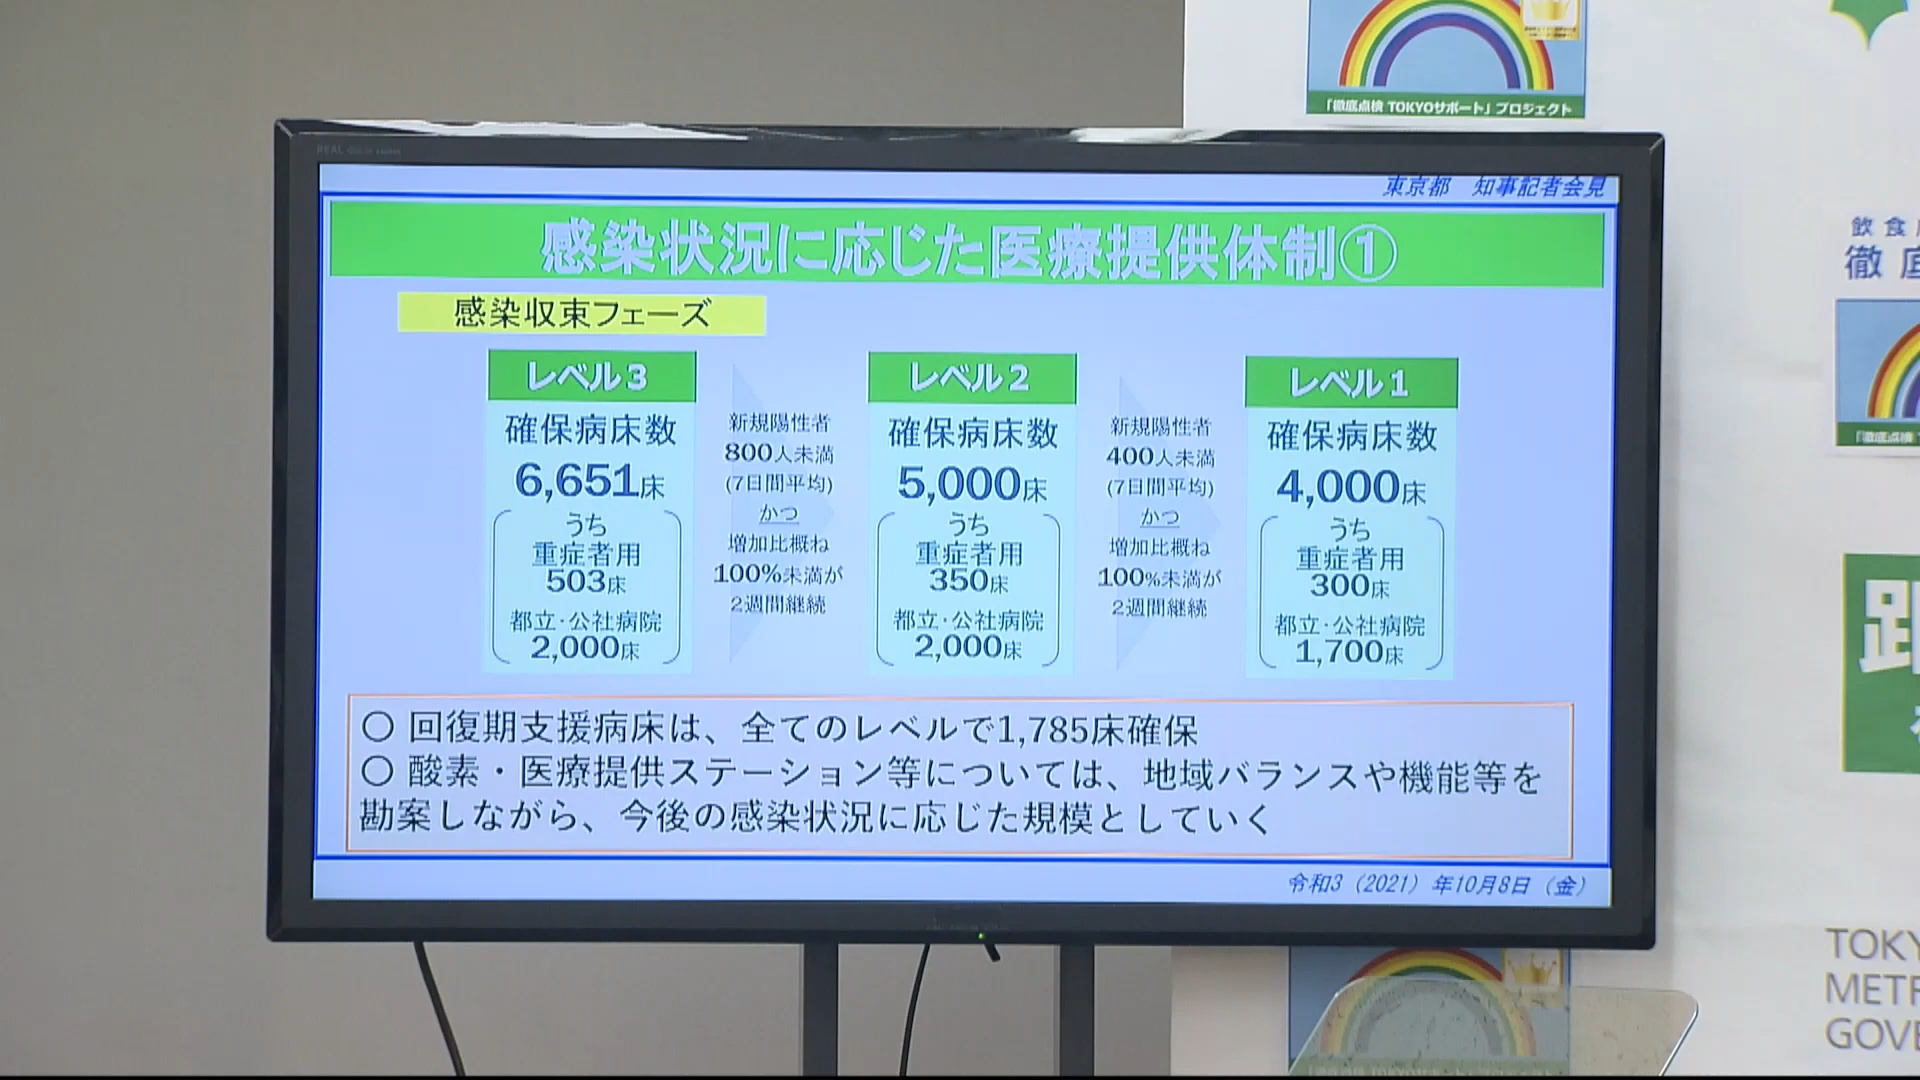 「徹底点検 TOKYOサポート」プロジェクト
東京都　知事記者会見
感染状況に応じた医療提供体制①
感染収束フェーズ
レベル3
確保病床数
6,651床
うち
重症者用
503床
都立・公社病院
2,000床
新規陽性者
800人未満
(7日間平均)
かつ
増加比概ね
100%未満が
2週間継続
レベル2
確保病床数
5,000床
うち
重症者用
350床
都立・公社病院
2,000床
新規陽性者
400人未満
(7日間平均)
かつ
増加比概ね
100%未満が
2週間継続
レベル1
確保病床数
4,000床
うち
重症者用
300床
都立・公社病院
1,700床
〇 回復期支援病床は、全てのレベルで1,785床確保
〇 酸素・医療提供ステーション等については、地域バランスや機能等を
勘案しながら、今後の感染状況に応じた規模としていく
令和3（2021）年10月8日（金）
飲食
徹底
「徹底点検
TOKY
METR
GOVE